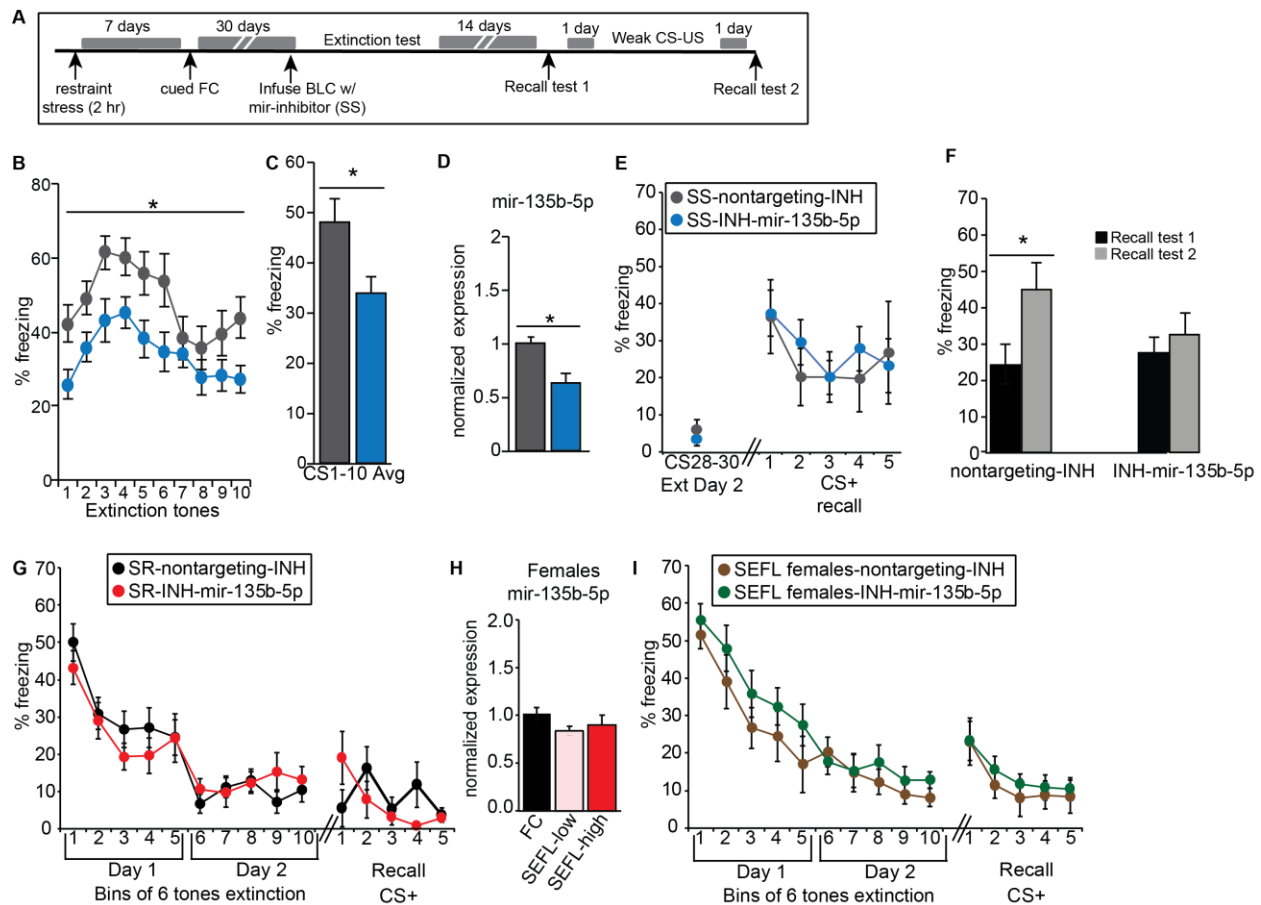 A
7 days
30 days
Extinction test
14 days
1 day
Weak CS-US
1 day
restraint
stress (2 hr)
cued FC
Infuse BLC w/
mir-inhibitor (SS)
Recall test 1
Recall test 2
B
% freezing
80
60
40
20
0
1 2 3 4 5 6 7 8 9 10
Extinction tones
*
C
% freezing
60
50
40
30
20
10
0
*
CS1-10 Avg
D
mir-135b-5p
normalized expression
2
1.5
1
0.5
0
*
E
SS-nontargeting-INH
SS-INH-mir-135b-5p
% freezing
70
60
50
40
30
20
10
0
CS28-30
Ext Day 2
1 2 3 4 5
CS+
recall
F
% freezing
70
60
50
40
30
20
10
0
*
Recall test 1
Recall test 2
nontargeting-INH
INH-mir-135b-5p
G
SR-nontargeting-INH
SR-INH-mir-135b-5p
% freezing
70
60
50
40
30
20
10
0
1 2 3 4 5 6 7 8 9 10
1 2 3 4 5
Day 1
Day 2
Bins of 6 tones extinction
Recall
CS+
H
Females
mir-135b-5p
normalized expression
2.0
1.5
1.0
0.5
0.0
FC
SEFL-low
SEFL-high
I
SEFL females-nontargeting-INH
SEFL females-INH-mir-135b-5p
% freezing
70
60
50
40
30
20
10
0
1 2 3 4 5 6 7 8 9 10
1 2 3 4 5
Day 1
Day 2
Bins of 6 tones extinction
Recall
CS+